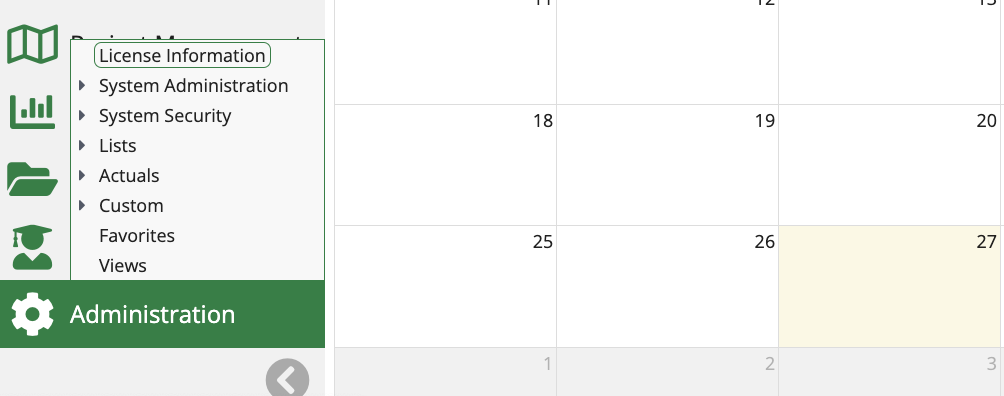 11 12 13
License Information
System Administration
System Security
Lists
Actuals
Custom
Favorites
Views
Administration
18 19 20
25 26 27
1 2 3